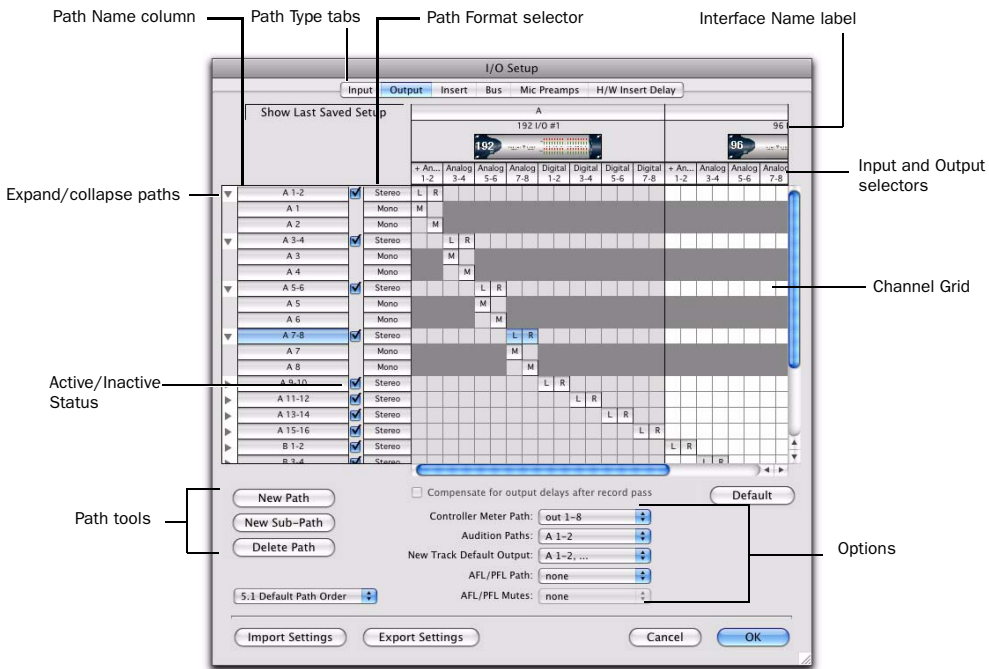 Path Name column
Path Type tabs
Path Format selector
Interface Name label
I/O Setup
Input Output Insert Bus Mic Preamps H/W Insert Delay
Show Last Saved Setup
A
192 I/O #1
96
192
96
+ An... Analog Analog Analog Digital Digital Digital Digital + An... Analog Analog Analog
1-2 3-4 5-6 7-8 1-2 3-4 5-6 7-8 1-2 3-4 5-6 7-8
Input and Output
selectors
Expand/collapse paths
A 1-2 Stereo L R
A 1 Mono M
A 2 Mono M
A 3-4 Stereo L R
A 3 Mono M
A 4 Mono M
A 5-6 Stereo L R
Channel Grid
A 5 Mono M
A 6 Mono M
A 7-8 Stereo L R
A 7 Mono M
A 8 Mono M
Active/Inactive
Status
A 9-10 Stereo L R
A 11-12 Stereo L R
A 13-14 Stereo L R
A 15-16 Stereo L R
B 1-2 Stereo L R
B 3-4 Stereo L R
Path tools
New Path
New Sub-Path
Delete Path
5.1 Default Path Order
Compensate for output delays after record pass
Default
Controller Meter Path: out 1-8
Audition Paths: A 1-2
New Track Default Output: A 1-2, ...
AFL/PFL Path: none
AFL/PFL Mutes: none
Options
Import Settings
Export Settings
Cancel
OK